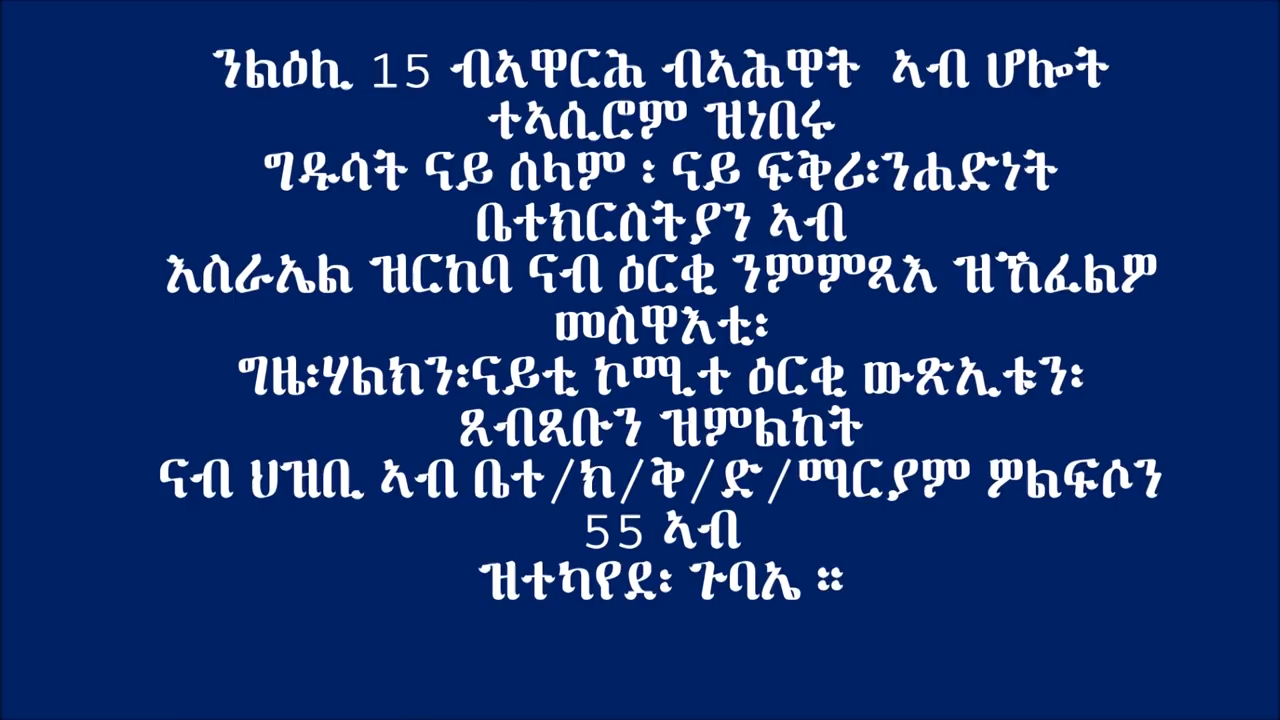 ንልዕሊ 15 ብኣዋርሕ ብኣሕዋት ኣብ ሆሎት
ተኣሲሮም ዝነበሩ
ግዱሳት ናይ ሰላም ፡ ናይ ፍቅሪ፡ንሐድነት
ቤተክርስትያን ኣብ
እስራኤል ዝርከባ ናብ ዕርቂ ንምምጻእ ዝኸፈልዎ
መስዋእቲ፡
ግዜ፡ሃልክን፡ናይቲ ኮሚተ ዕርቂ ውጽኢቱን፡
ጸብጻቡን ዝምልከት
ናብ ህዝቢ ኣብ ቤተ/ክ/ቅ/ድ/ማርያም ዎልፍሶን
55 ኣብ
ዝተካየደ፡ ጉባኤ ።